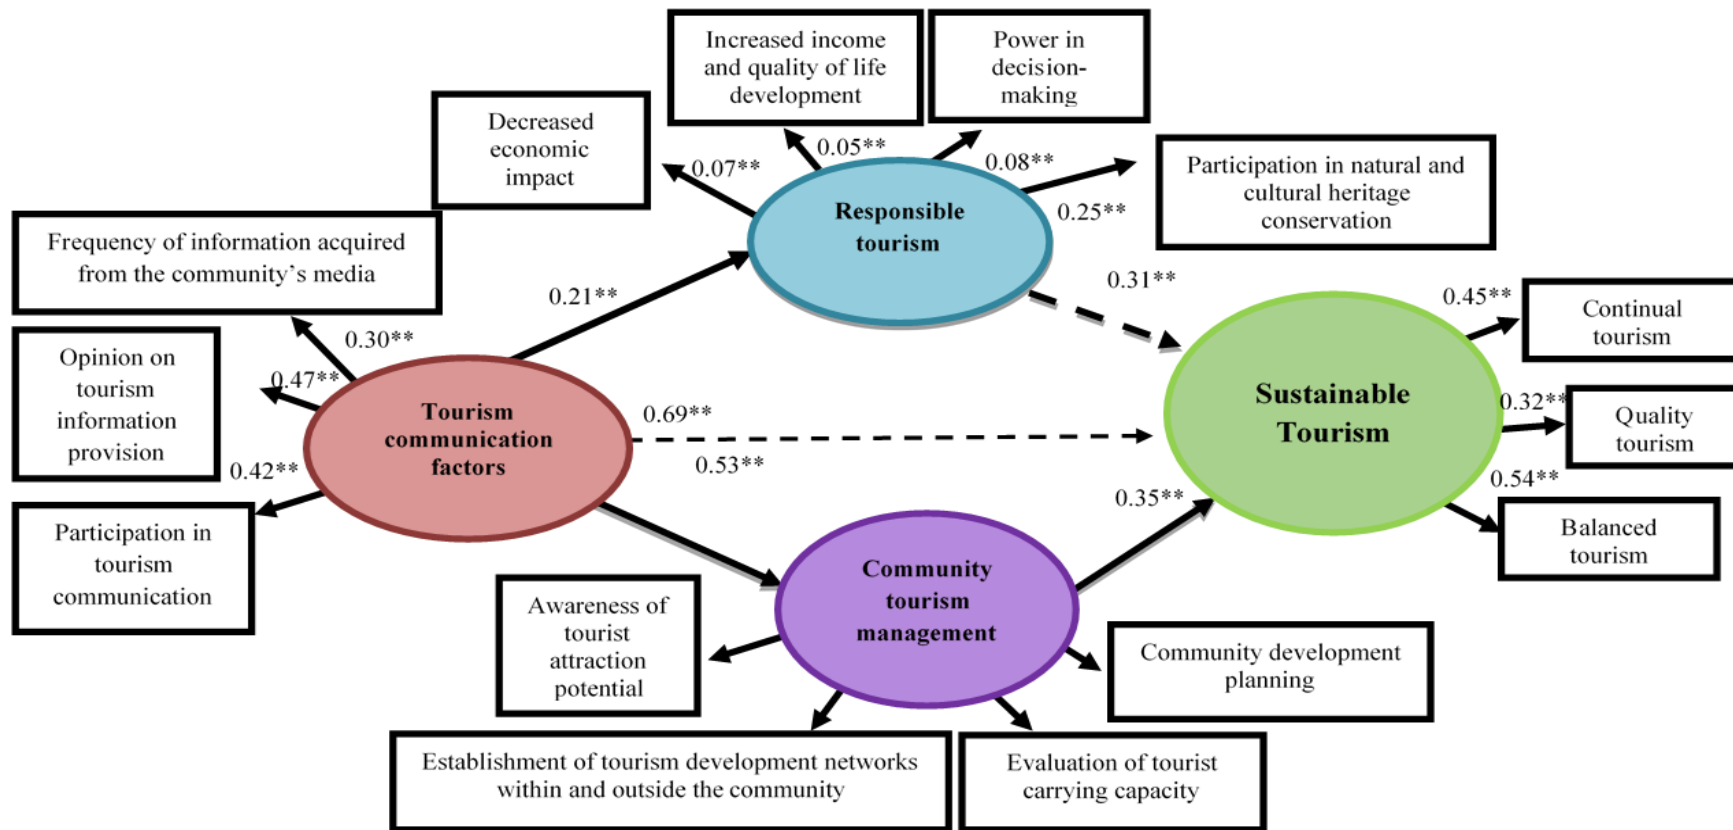 Increased income
and quality of life
development
Power in
decision-
making
Decreased
economic
impact
0.07**
0.05**
0.08**
0.25**
Participation in natural and
cultural heritage
conservation
Responsible
tourism
Frequency of information acquired
from the community's media
0.21**
0.31**
0.30**
Opinion on
tourism
information
provision
0.47**
0.42**
Tourism
communication
factors
0.69**
0.53**
Sustainable
Tourism
0.45**
Continual
tourism
0.32**
Quality
tourism
0.54**
Balanced
tourism
0.35**
Participation in
tourism
communication
Community
tourism
management
Awareness of
tourist
attraction
potential
Community development
planning
Establishment of tourism development networks
within and outside the community
Evaluation of tourist
carrying capacity